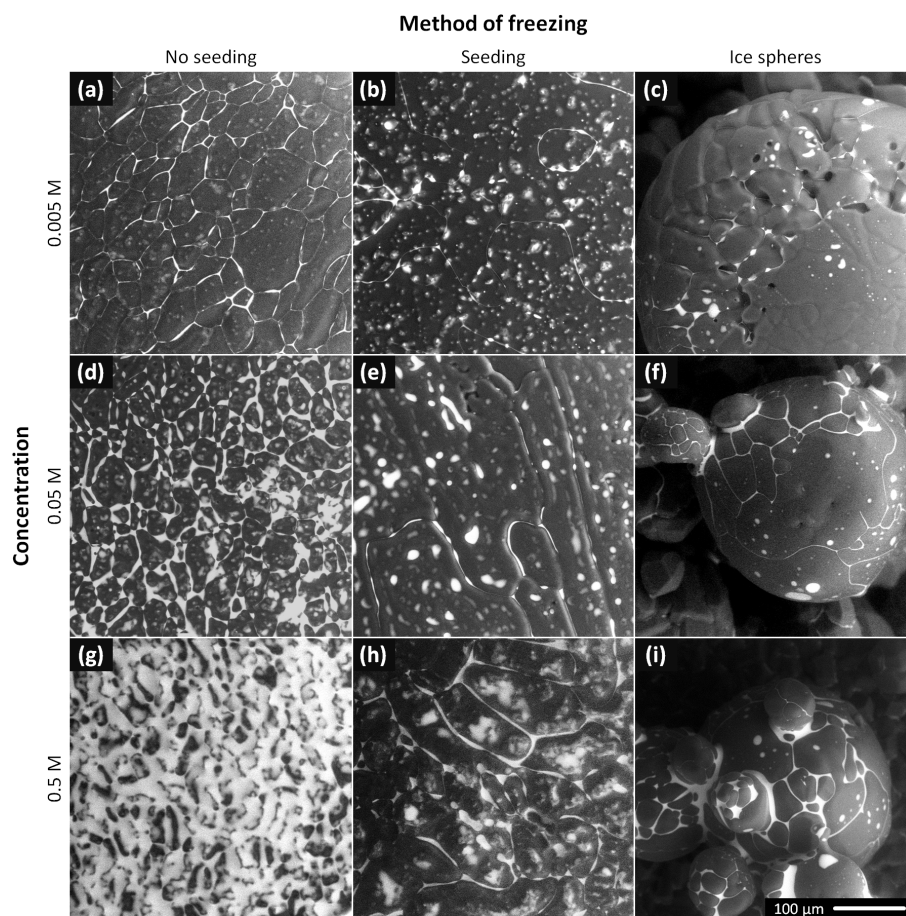 Method of freezing
No seeding Seeding Ice spheres
(a) (b) (c)
0.005 M
(d) (e) (f)
Concentration
0.05 M
(g) (h) (i)
0.5 M
100 µm